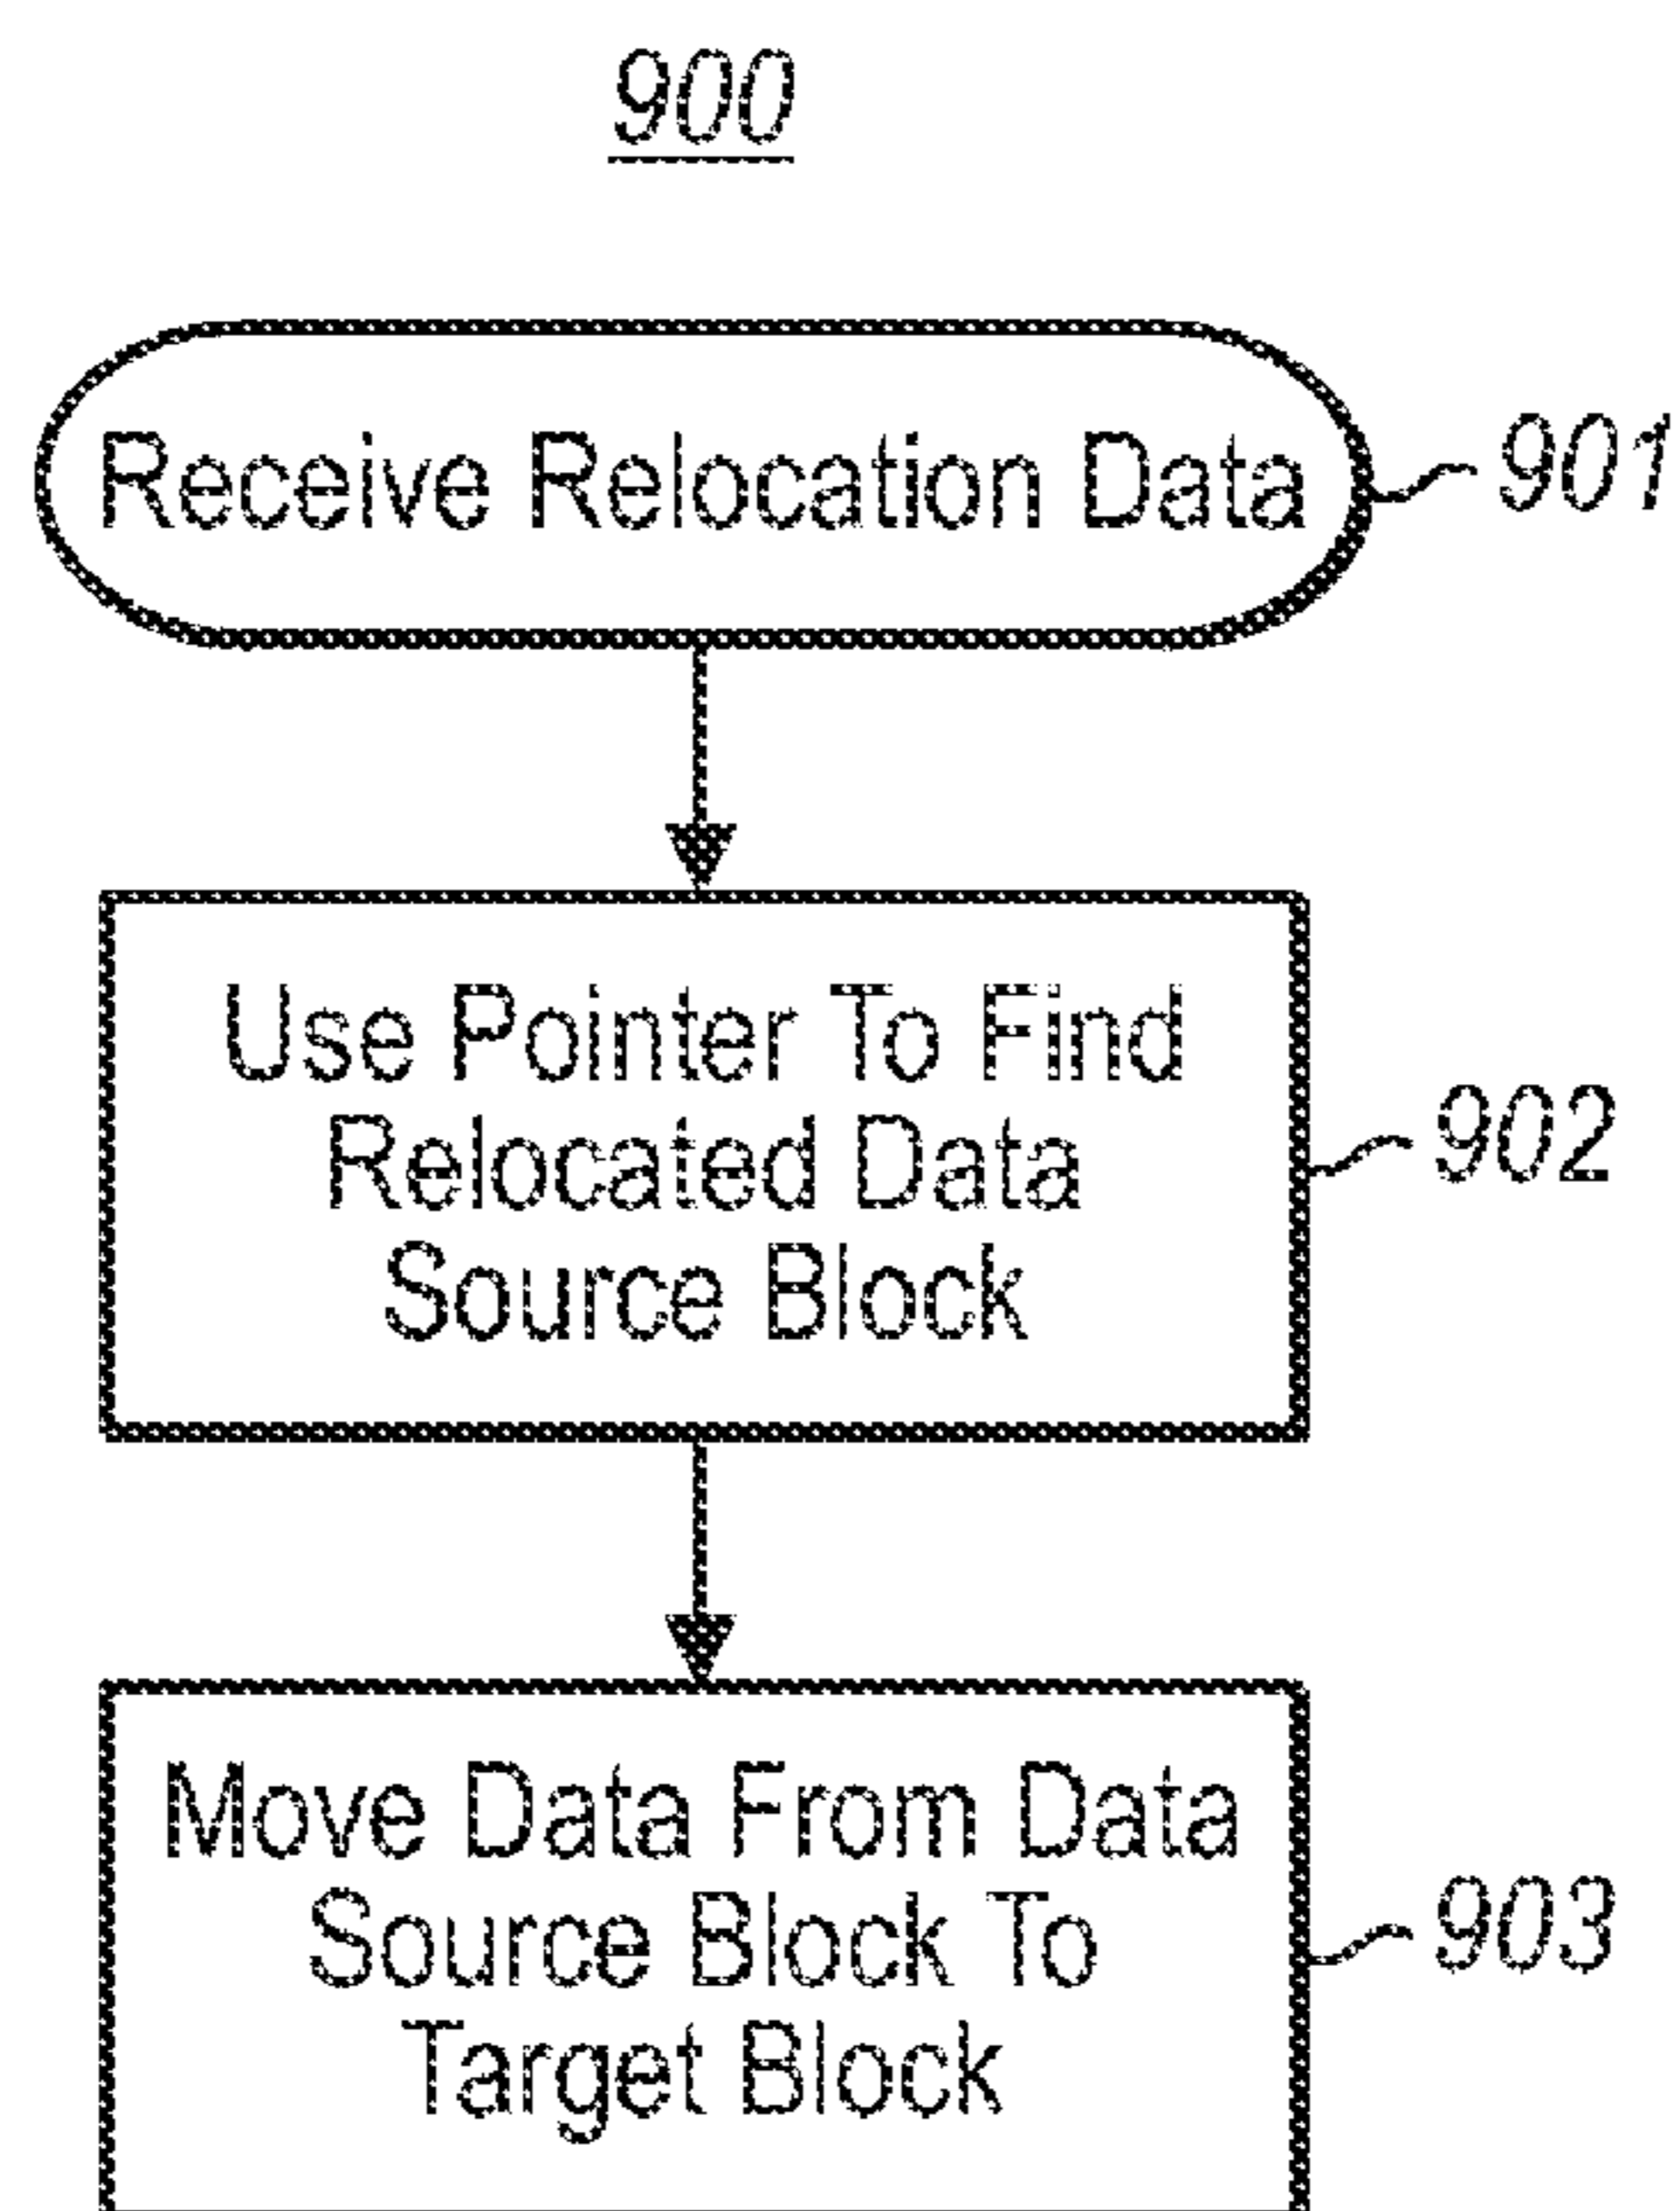 900
Receive Relocation Data
901
Use Pointer To Find
Relocated Data
Source Block
902
Move Data From Data
Source Block To
Target Block
903